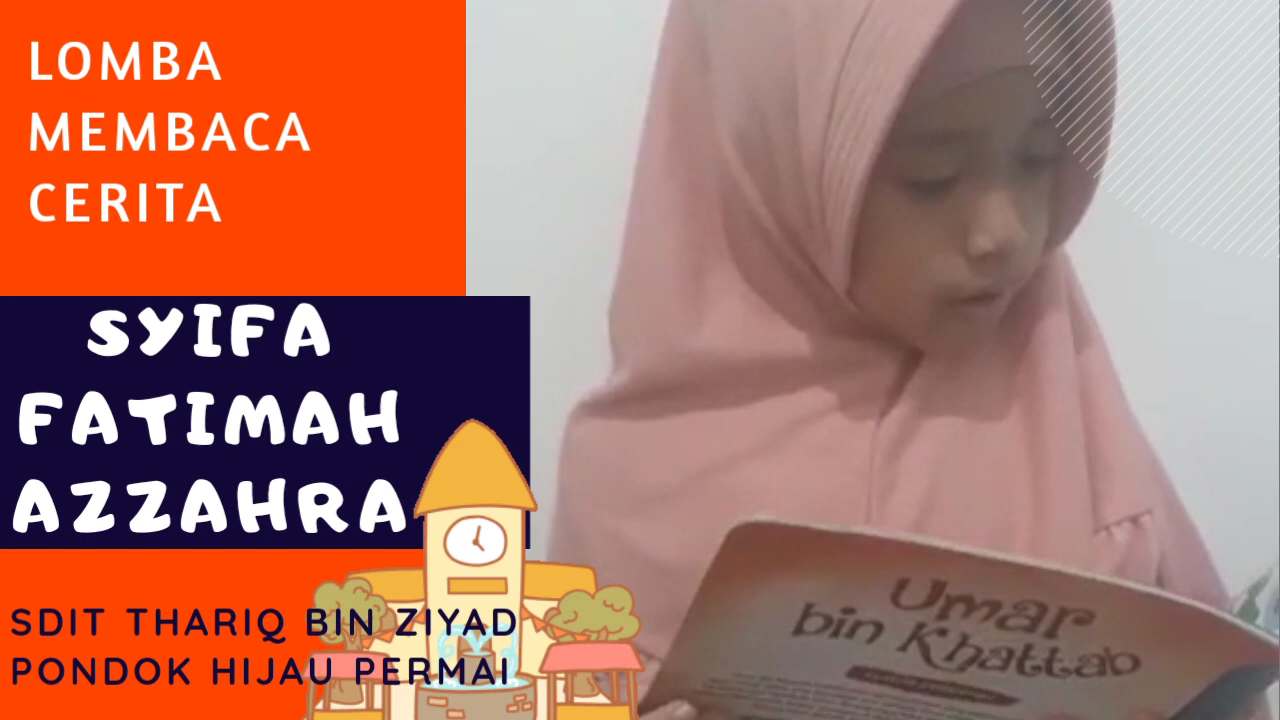 LOMBA
MEMBACA
CERITA
SYIFA
FATIMAH
AZZAHRA
SDIT THARIQ BIN ZIYAD
PONDOK HIJAU PERMAI
Umar
bin Khattab